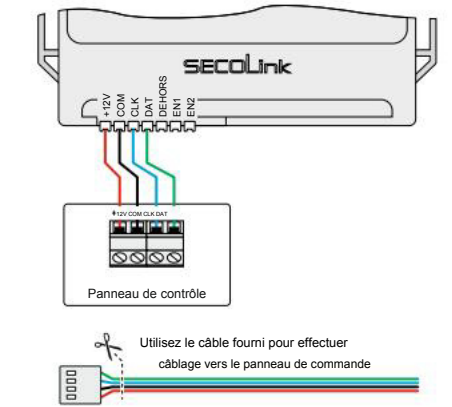 SECOLink
+12V
COM
CLK
DAT
DEHORS
EN1
EN2
+12V COM CLK DAT
Panneau de contrôle
Utilisez le câble fourni pour effectuer
câblage vers le panneau de commande